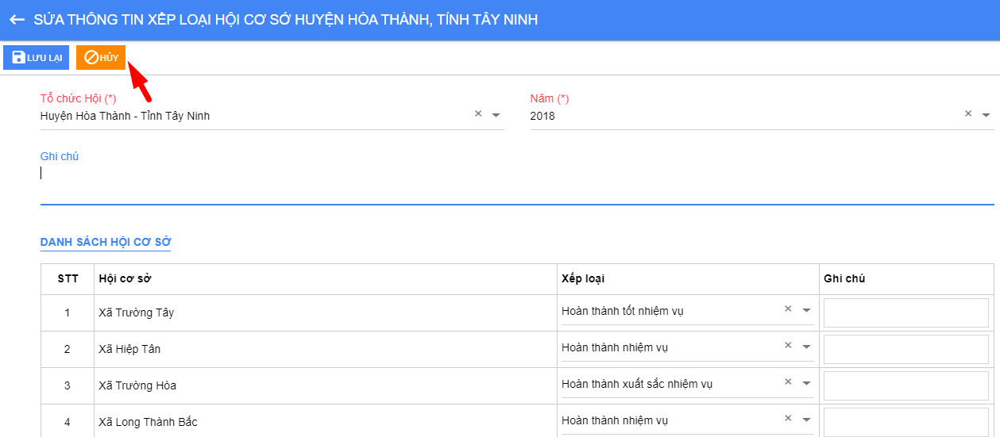 SỬA THÔNG TIN XẾP LOẠI HỘI CƠ SỞ HUYỆN HÒA THÀNH, TỈNH TÂY NINH
LƯU LẠI HỦY
Tổ chức Hội (*) Năm (*)
Huyện Hòa Thành - Tỉnh Tây Ninh 2018
Ghi chú
DANH SÁCH HỘI CƠ SỞ
STT Hội cơ sở Xếp loại Ghi chú
1 Xã Trường Tây Hoàn thành tốt nhiệm vụ
2 Xã Hiệp Tân Hoàn thành nhiệm vụ
3 Xã Trường Hòa Hoàn thành xuất sắc nhiệm vụ
4 Xã Long Thành Bắc Hoàn thành nhiệm vụ